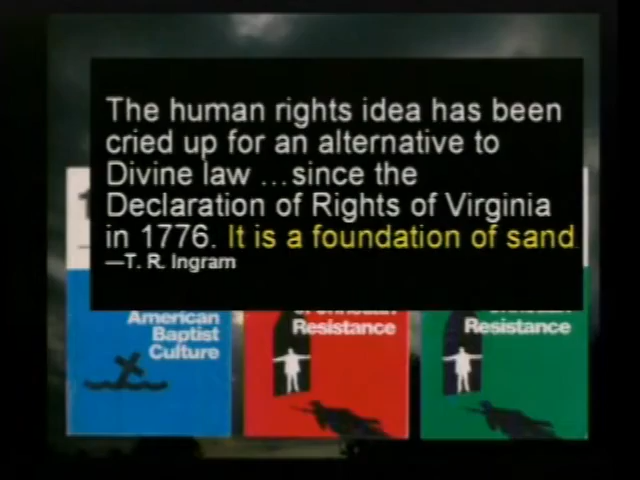 The human rights idea has been
cried up for an alternative to
Divine law ...since the
Declaration of Rights of Virginia
in 1776. It is a foundation of sand
—T. R. Ingram
American
Baptist
Culture
Resistance
Resistance